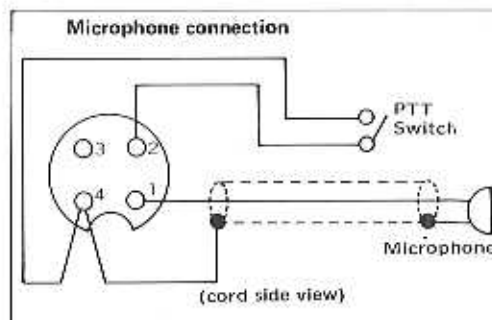 Microphone connection
PTT
Switch
3
2
4
1
Microphone
(cord side view)